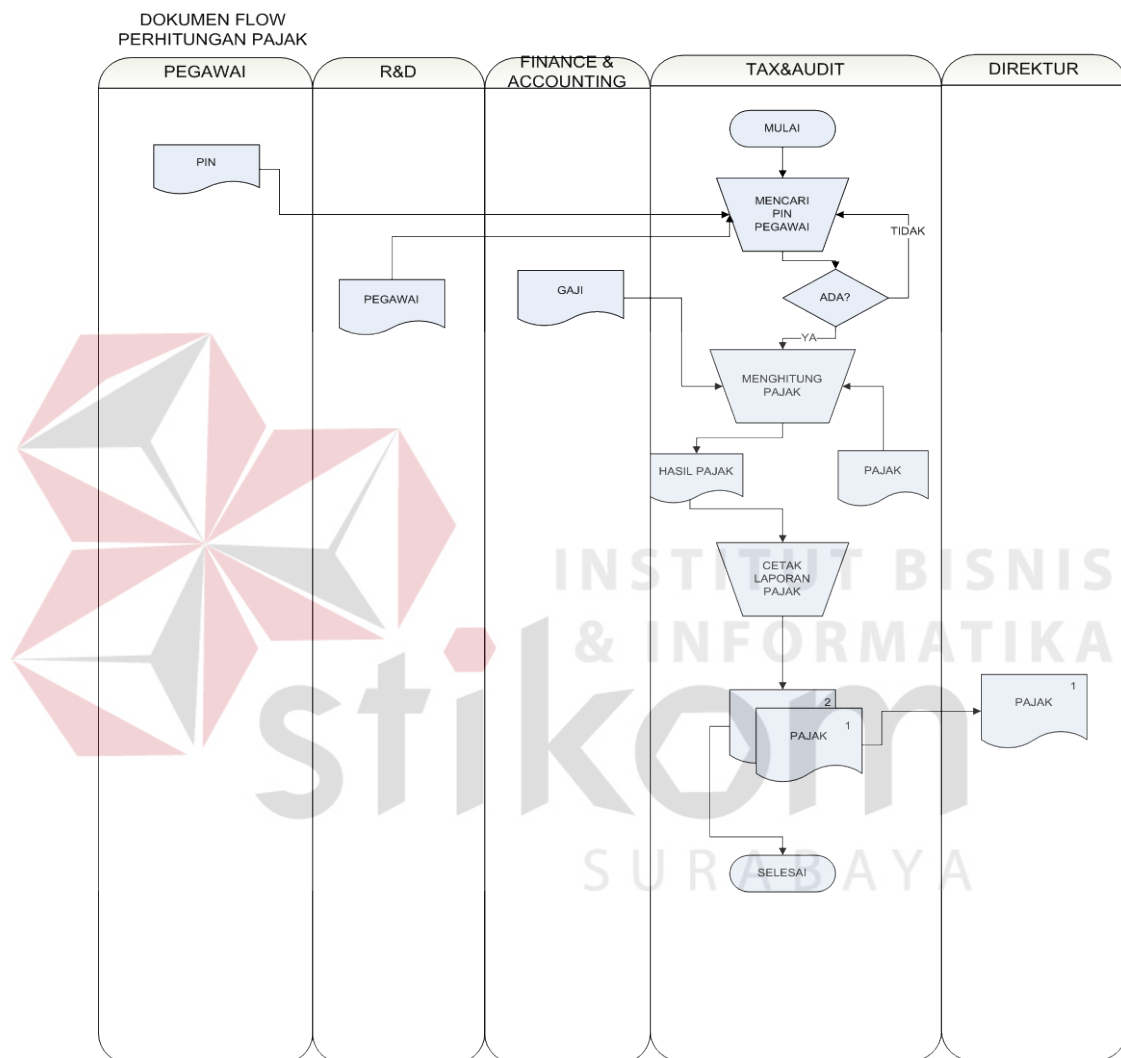 DOKUMEN FLOW
PERHITUNGAN PAJAK
PEGAWAI
R&D
FINANCE &
ACCOUNTING
TAX&AUDIT
DIREKTUR
MULAI
PIN
MENCARI
PIN
PEGAWAI
TIDAK
PEGAWAI
GAJI
ADA?
YA
MENGHITUNG
PAJAK
HASIL PAJAK
PAJAK
CETAK
LAPORAN
PAJAK
INSTITUT BISNIS
& INFORMATIKA
stikom
SURABAYA
2
PAJAK
1
PAJAK
1
SELESAI